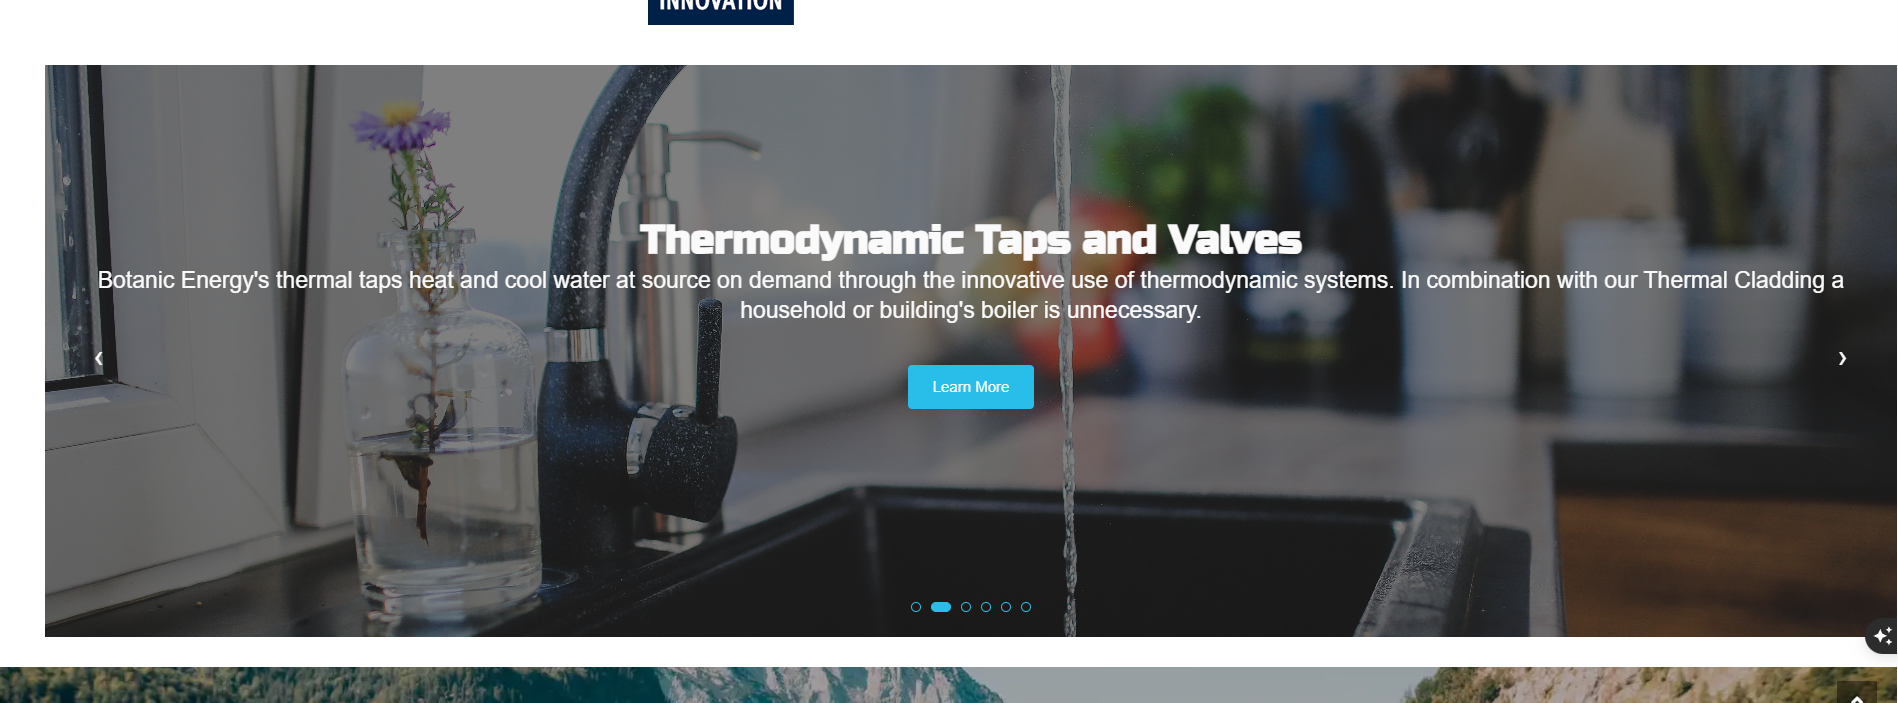 INNOVATION
Thermodynamic Taps and Valves
Botanic Energy's thermal taps heat and cool water at source on demand through the innovative use of thermodynamic systems. In combination with our Thermal Cladding a
household or building's boiler is unnecessary.
Learn More